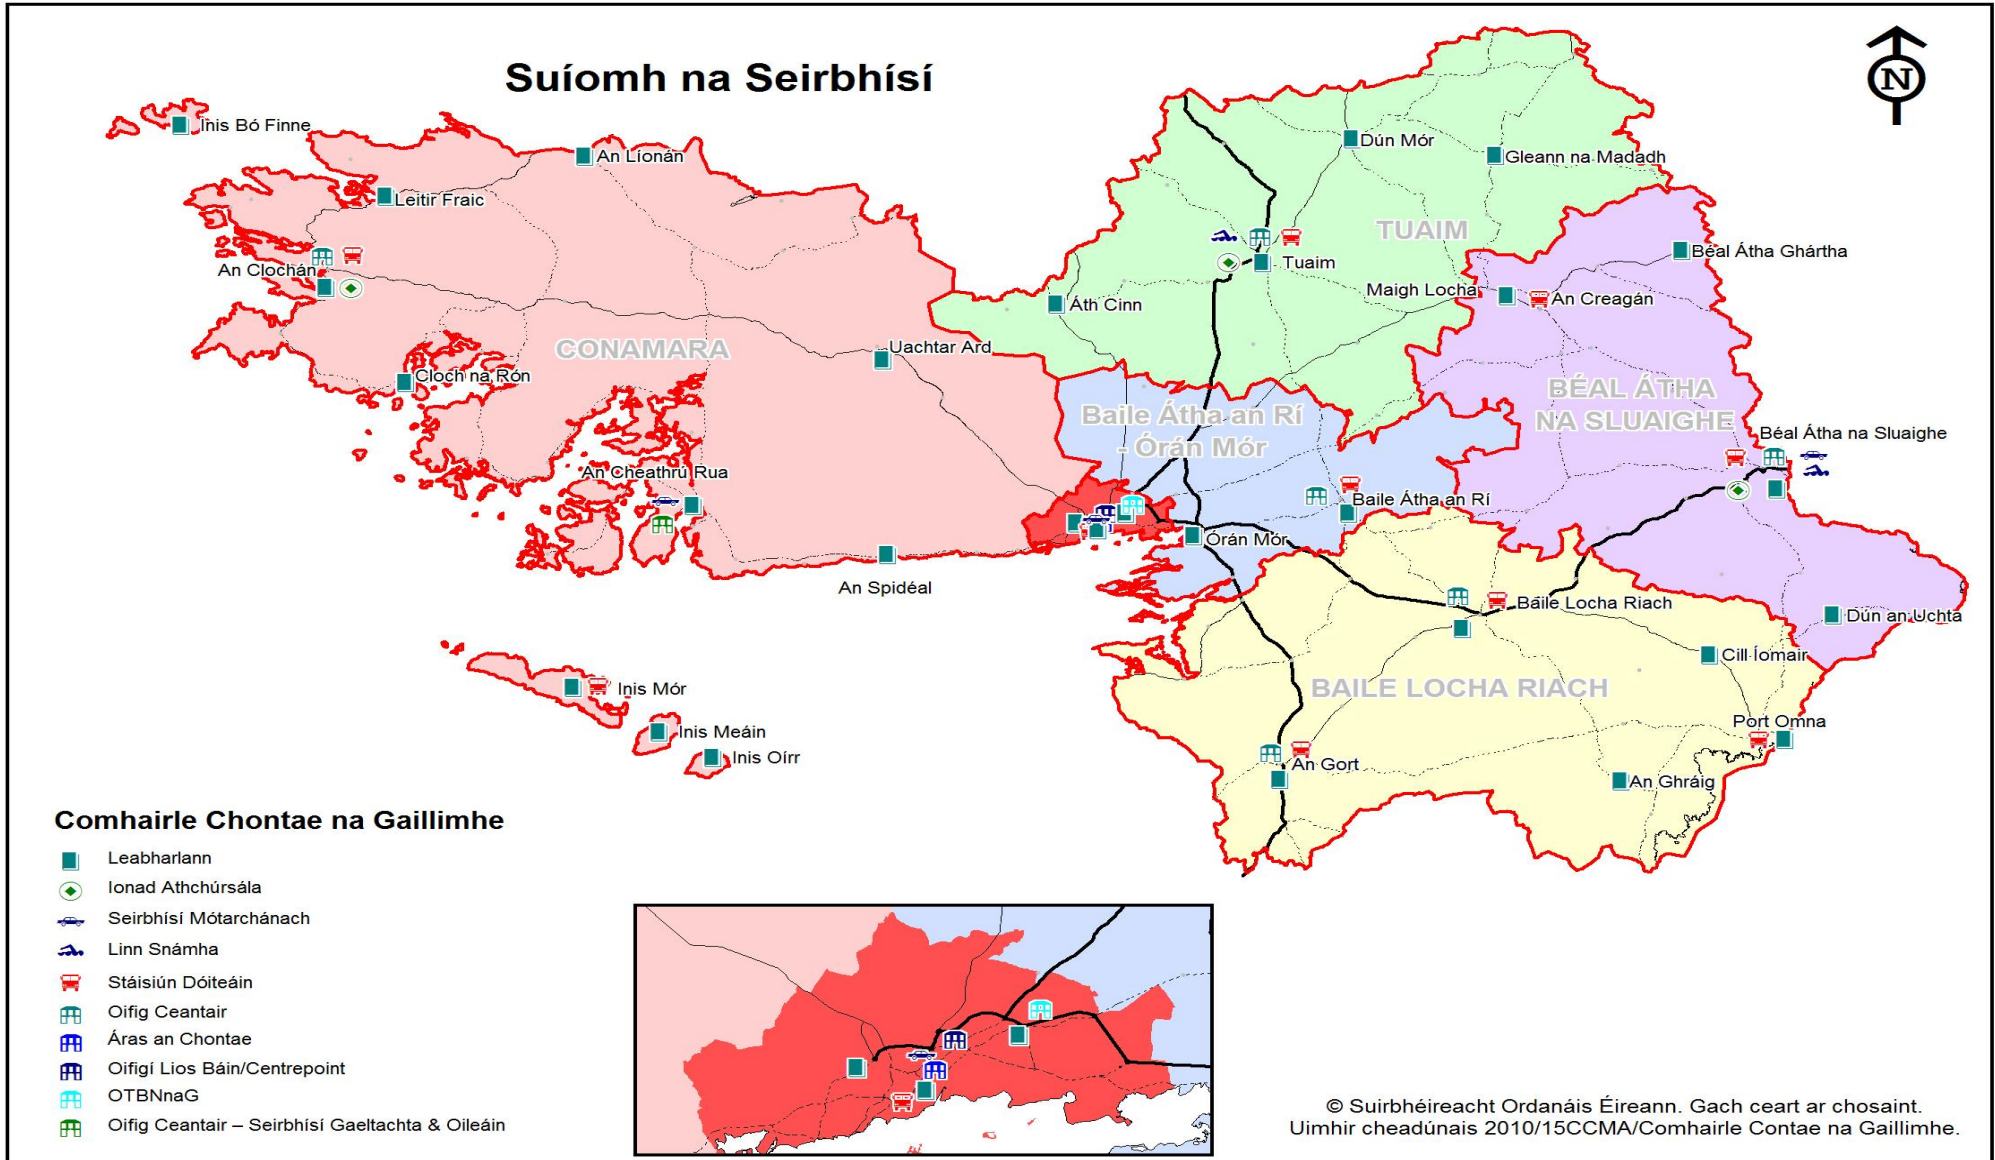 Suíomh na Seirbhísí
N
Inis Bó Finne
An Líonán
Leitir Fraic
An Clochán
CONAMARA
Uachtar Ard
Cloch na Rón
An Cheathrú Rua
An Spidéal
Inis Mór
Inis Meáin
Inis Oírr
Dún Mór
Gleann na Madadh
TUAIM
Tuaim
Áth Cinn
Maigh Locha
An Creagán
Béal Átha Ghártha
Baile Átha an Rí
- Órán Mór
BÉAL ÁTHA
NA SLUAIGHE
Béal Átha na Sluaighe
Baile Átha an Rí
Órán Mór
Baile Locha Riach
Dún an Uchta
Cill Íomair
BAILE LOCHA RIACH
Port Omna
An Gort
An Ghráig
Comhairle Chontae na Gaillimhe
Leabharlann
Ionad Athchúrsála
Seirbhísí Mótarchánach
Linn Snámha
Stáisiún Dóiteáin
Oifig Ceantair
Áras an Chontae
Oifigí Lios Báin/Centrepoint
OTBNnaG
Oifig Ceantair – Seirbhísí Gaeltachta & Oileáin
© Suirbhéireacht Ordanáis Éireann. Gach ceart ar chosaint.
Uimhir cheadúnais 2010/15CCMA/Comhairle Contae na Gaillimhe.